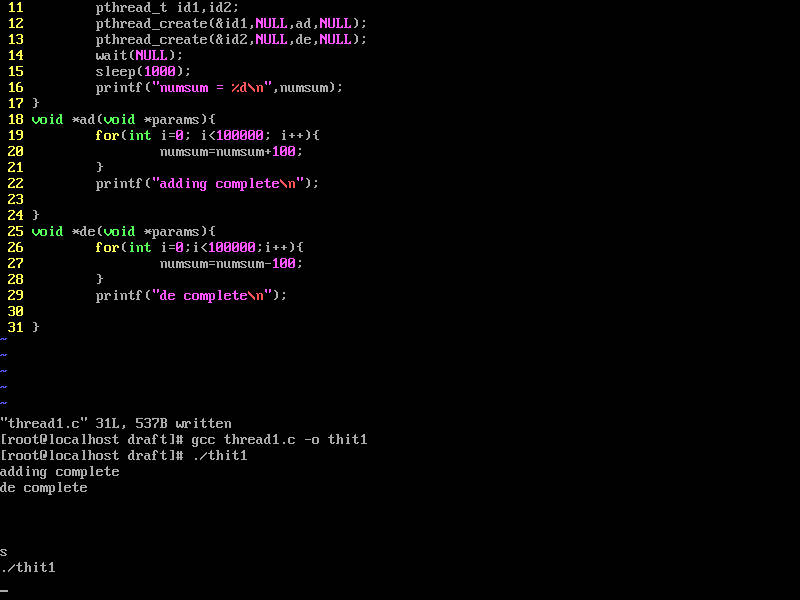 11         pthread_t id1,id2;
12         pthread_create(&id1,NULL,ad,NULL);
13         pthread_create(&id2,NULL,de,NULL);
14         wait(NULL);
15         sleep(1000);
16         printf("numsum = %d\n",numsum);
17 }
18 void *ad(void *params){
19         for(int i=0; i<100000; i++){
20                 numsum=numsum+100;
21         }
22         printf("adding complete\n");
23
24 }
25 void *de(void *params){
26         for(int i=0;i<100000;i++){
27                 numsum=numsum-100;
28         }
29         printf("de complete\n");
30
31 }
~
~
~
~
~
"thread1.c" 31L, 537B written
[root@localhost draft]# gcc thread1.c -o thit1
[root@localhost draft]# ./thit1
adding complete
de complete
s
./thit1
_